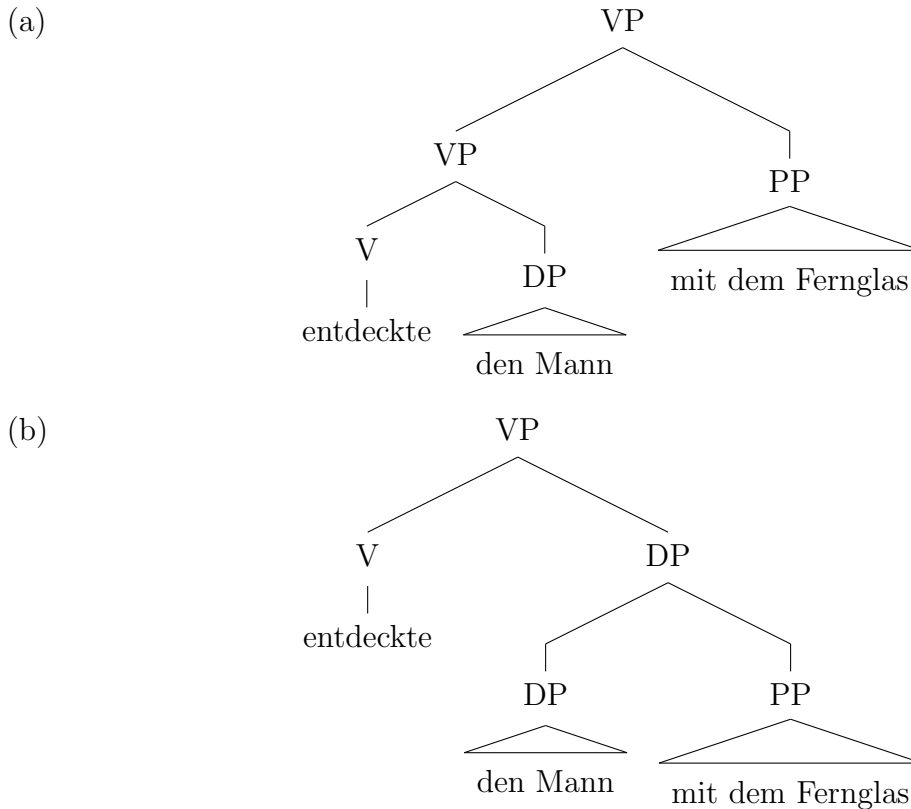 (a)
VP
VP
PP
V
DP
mit dem Fernglas
entdeckte
den Mann
(b)
VP
V
DP
entdeckte
DP
PP
den Mann
mit dem Fernglas